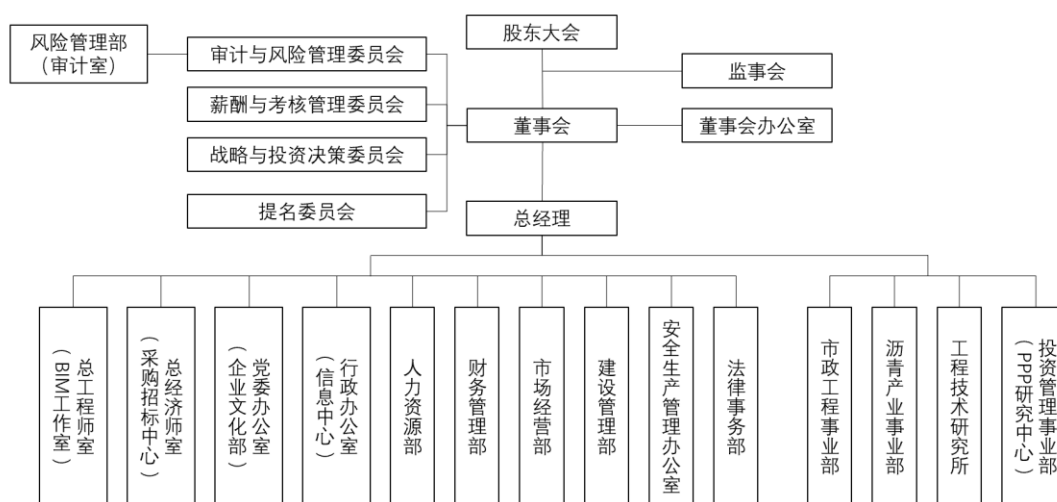 股东大会
风险管理部
（审计室）
审计与风险管理委员会
监事会
薪酬与考核管理委员会
董事会
董事会办公室
战略与投资决策委员会
提名委员会
总经理
总工程师室
（BIM工作室）
总经济师室
（采购招标中心）
党委办公室
（企业文化部）
行政办公室
（信息中心）
人力资源部
财务管理部
市场经营部
建设管理部
安全生产管理办公室
法律事务部
市政工程事业部
沥青产业事业部
工程技术研究所
投资管理事业部
（PPP研究中心）